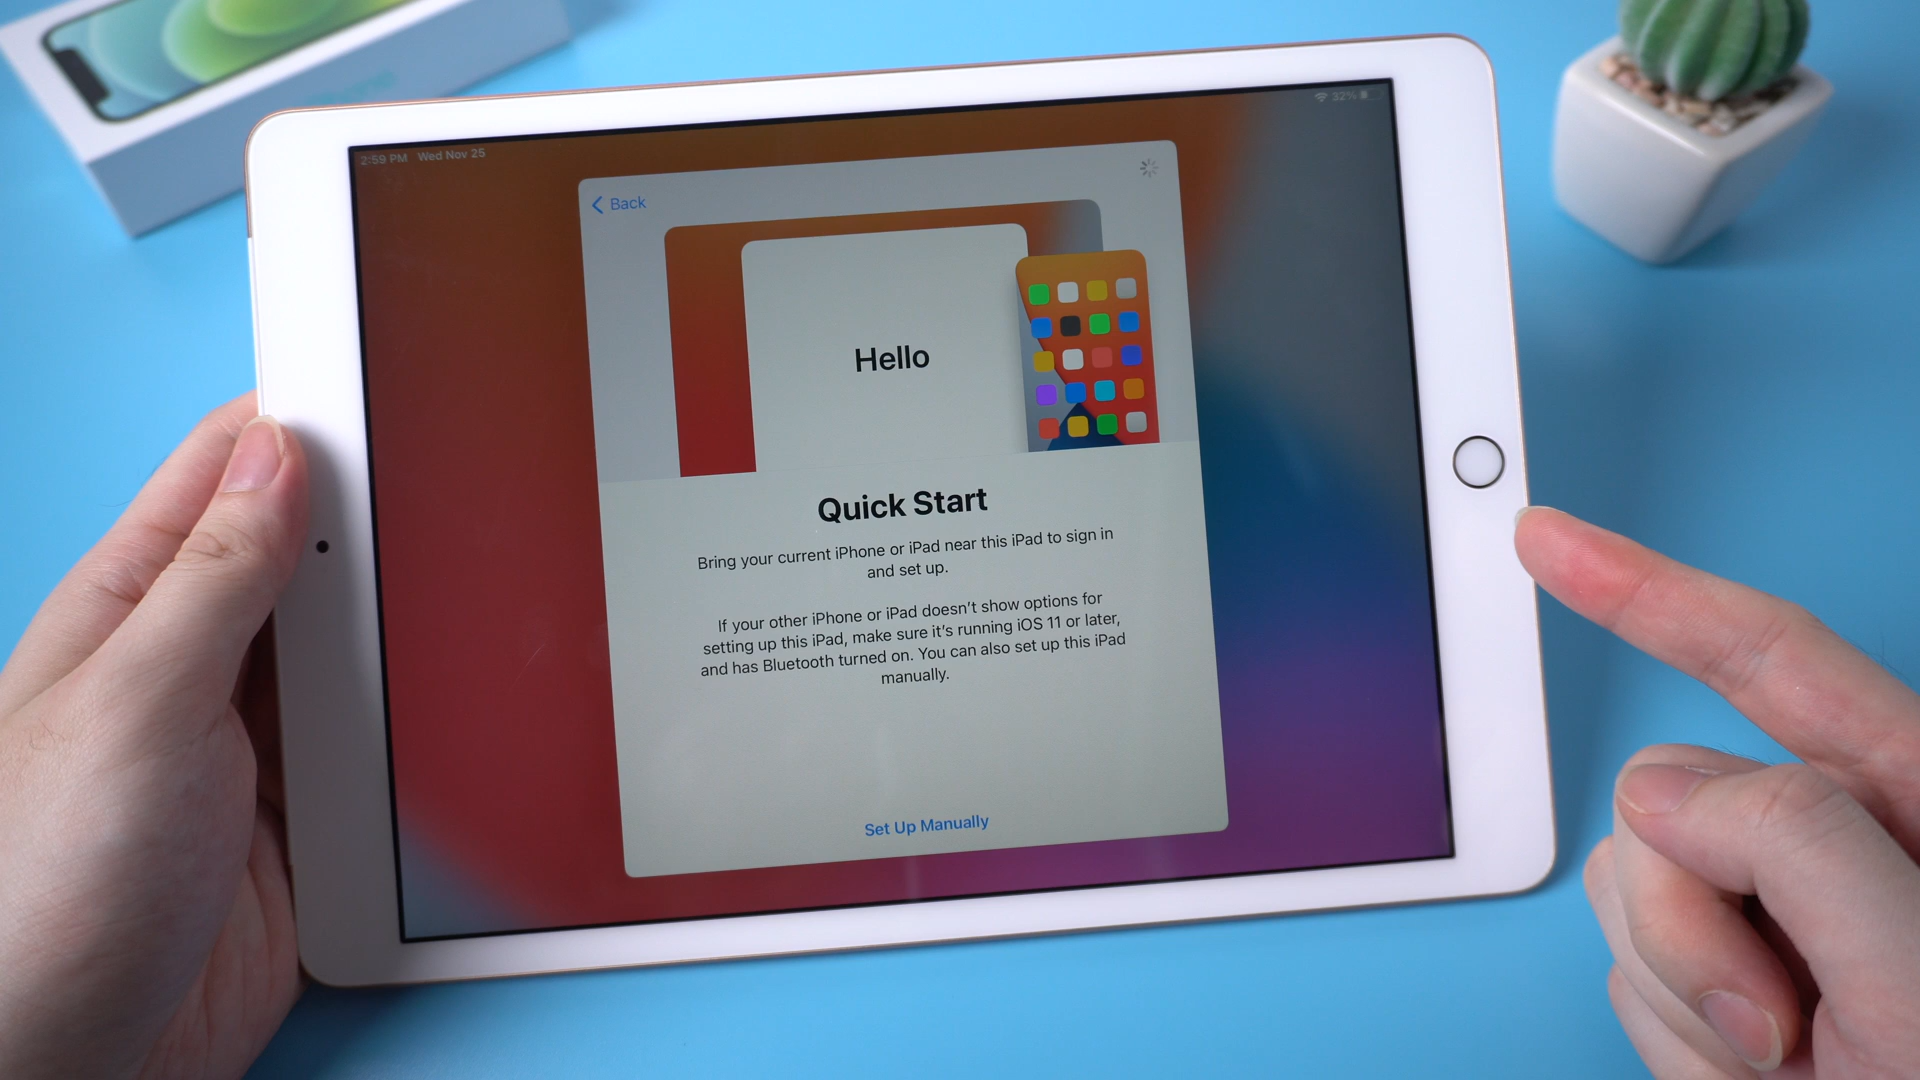 2:59 PM Wed Nov 25
32%
Back
Hello
Quick Start
Bring your current iPhone or iPad near this iPad to sign in
and set up.
If your other iPhone or iPad doesn't show options for
setting up this iPad, make sure it's running iOS 11 or later,
and has Bluetooth turned on. You can also set up this iPad
manually.
Set Up Manually